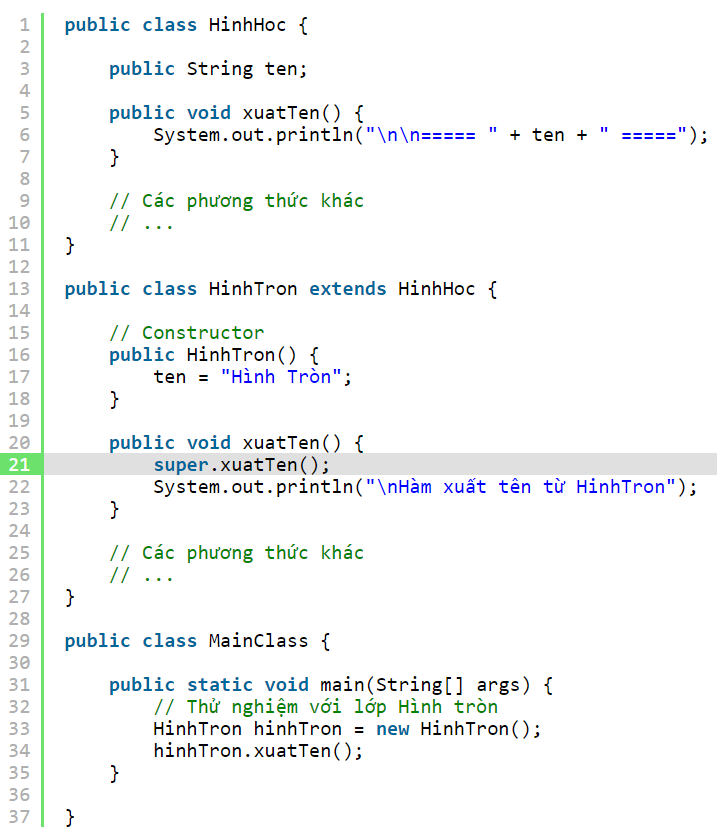 1 public class HinhHoc {
2
3     public String ten;
4
5     public void xuatTen() {
6         System.out.println("\n\n===== " + ten + " =====");
7     }
8
9     // Các phương thức khác
10     // ...
11 }
12
13 public class HinhTron extends HinhHoc {
14
15     // Constructor
16     public HinhTron() {
17         ten = "Hình Tròn";
18     }
19
20     public void xuatTen() {
21         super.xuatTen();
22         System.out.println("\nHàm xuất tên từ HinhTron");
23     }
24
25     // Các phương thức khác
26     // ...
27 }
28
29 public class MainClass {
30
31     public static void main(String[] args) {
32         // Thử nghiệm với lớp Hình tròn
33         HinhTron hinhTron = new HinhTron();
34         hinhTron.xuatTen();
35     }
36
37 }